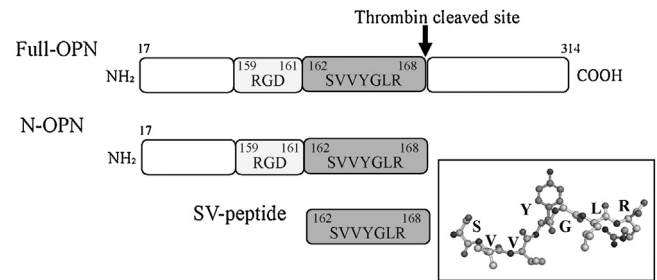 Thrombin cleaved site
Full-OPN
17
314
NH₂
159 161
RGD
162 168
SVVYGLR
COOH
N-OPN
17
NH₂
159 161
RGD
162 168
SVVYGLR
SV-peptide
162 168
SVVYGLR
S V V Y G L R